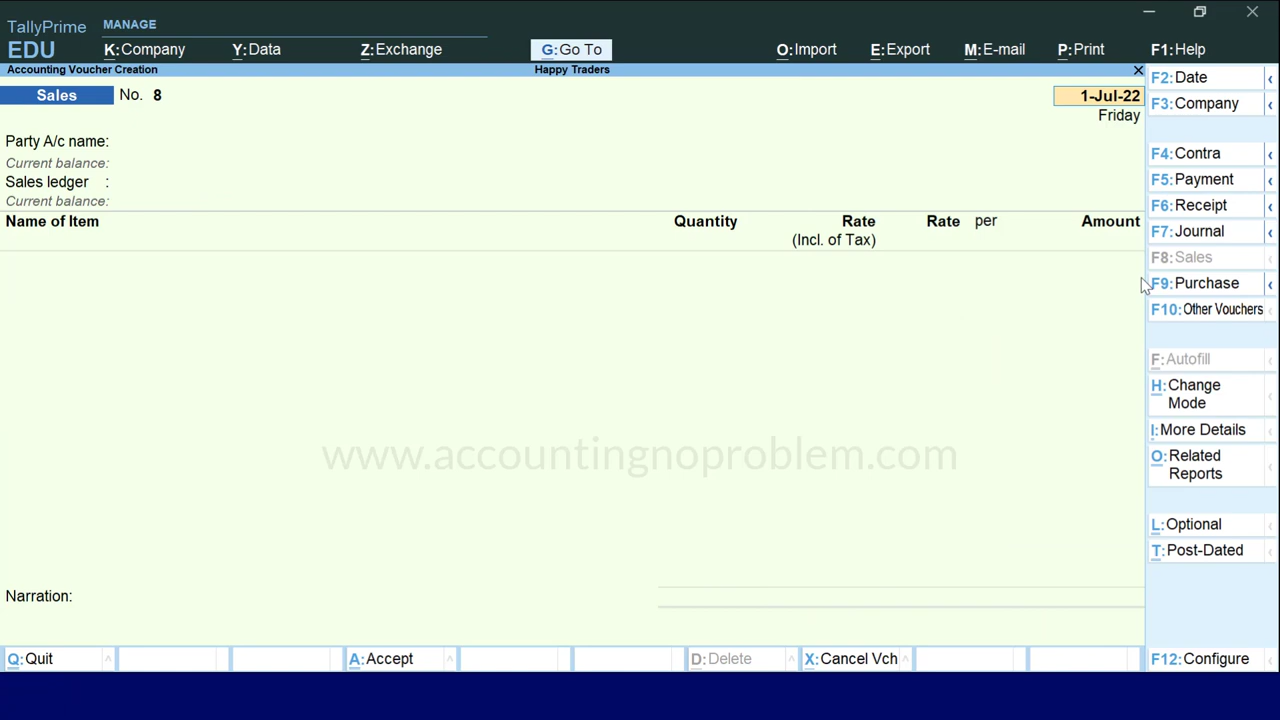 TallyPrime
EDU
MANAGE
K:Company
Y:Data
Z:Exchange
G:Go To
O:Import
E:Export
M:E-mail
P:Print
F1:Help
Accounting Voucher Creation
Happy Traders
Sales
No. 8
1-Jul-22
Friday
Party A/c name:
Current balance:
Sales ledger :
Current balance:
Name of Item
Quantity
Rate
(Incl. of Tax)
Rate
per
Amount
www.accountingnoproblem.com
Narration:
F2:Date
F3:Company
F4:Contra
F5:Payment
F6:Receipt
F7:Journal
F8:Sales
F9:Purchase
F10:Other Vouchers
F:Autofill
H:Change
Mode
I:More Details
O:Related
Reports
L:Optional
T:Post-Dated
Q:Quit
A:Accept
D:Delete
X:Cancel Vch
F12:Configure